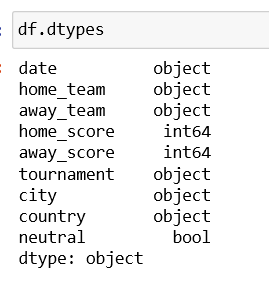 df.dtypes
date object
home_team object
away_team object
home_score int64
away_score int64
tournament object
city object
country object
neutral bool
dtype: object